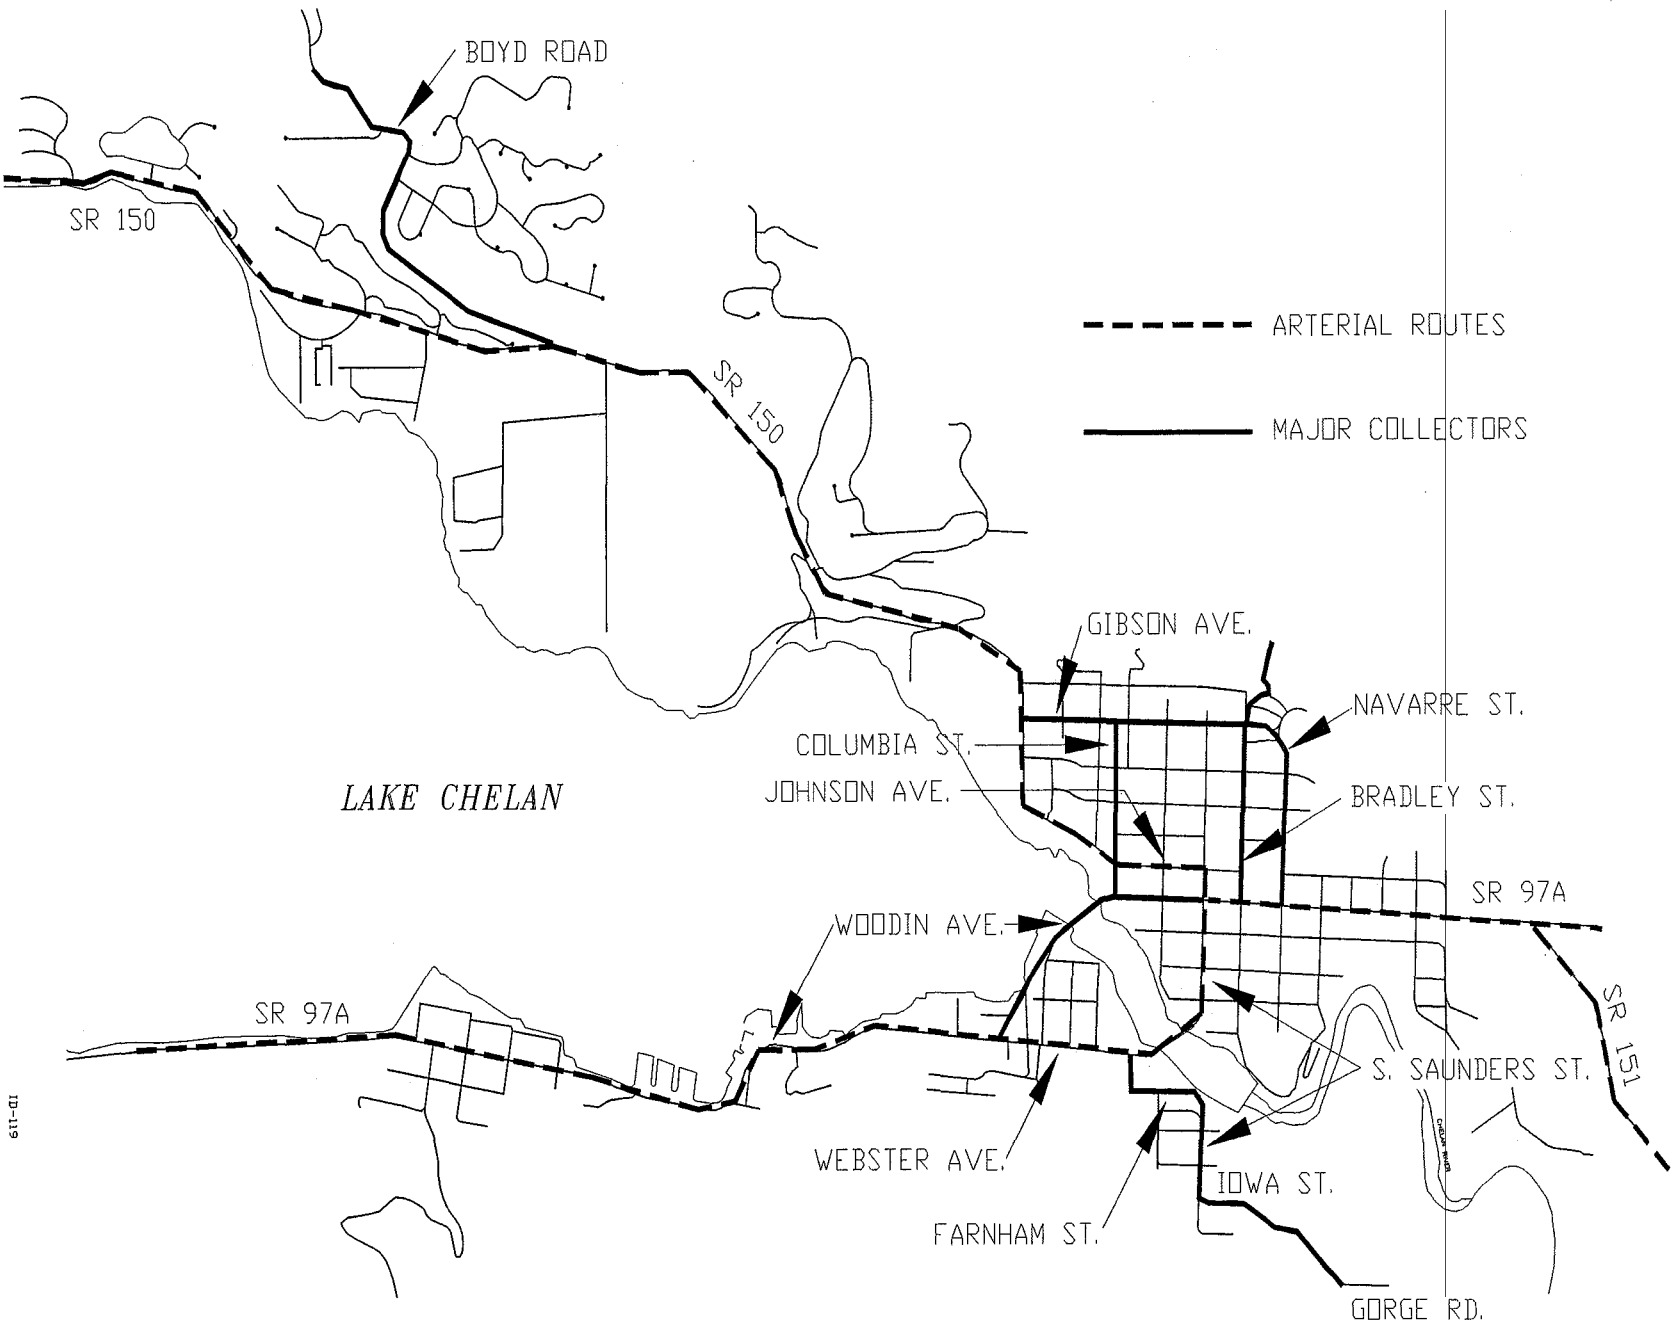 BOYD ROAD
SR 150
ARTERIAL ROUTES
SR 150
MAJOR COLLECTORS
GIBSON AVE.
NAVARRE ST.
COLUMBIA ST.
JOHNSON AVE.
LAKE CHELAN
BRADLEY ST.
SR 97A
WOODIN AVE.
SR 97A
SR 151
S. SAUNDERS ST.
ID-119
CHELAN RIVER
WEBSTER AVE.
IOWA ST.
FARNHAM ST.
GORGE RD.